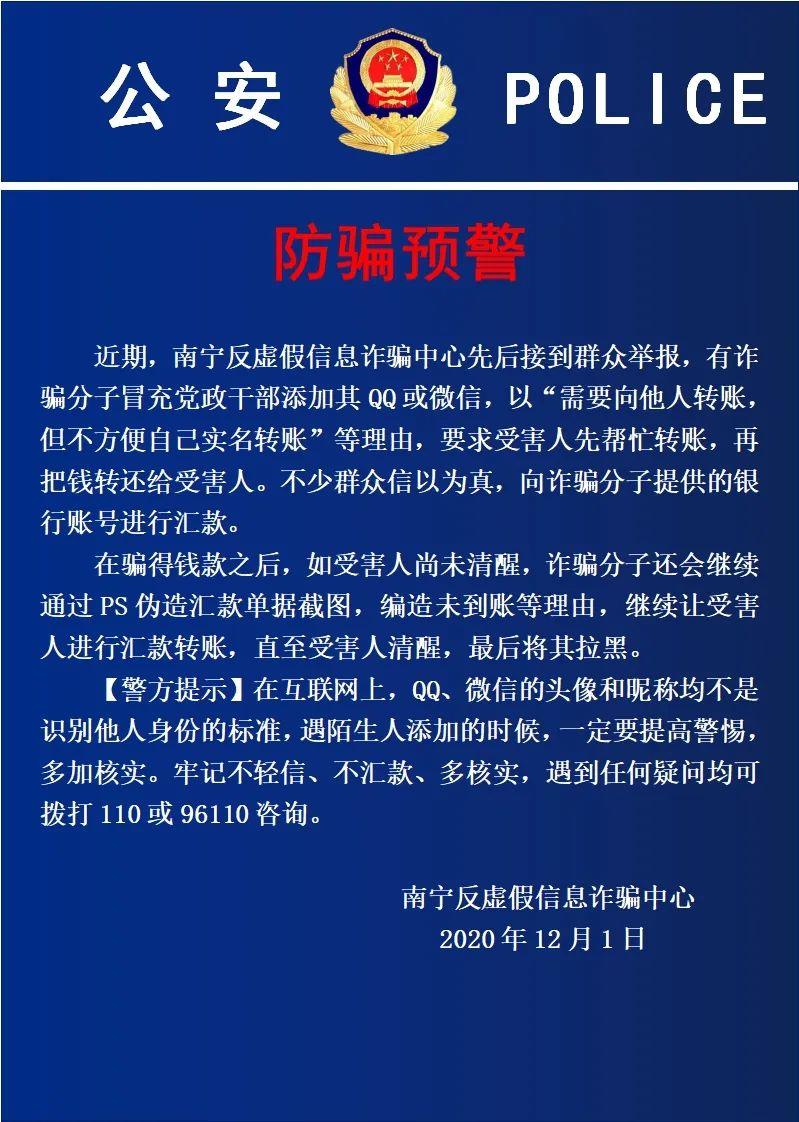 公安 POLICE
防骗预警
近期，南宁反虚假信息诈骗中心先后接到群众举报，有诈
骗分子冒充党政干部添加其 QQ 或微信，以“需要向他人转账，
但不方便自己实名转账”等理由，要求受害人先帮忙转账，再
把钱转还给受害人。不少群众信以为真，向诈骗分子提供的银
行账号进行汇款。
在骗得钱款之后，如受害人尚未清醒，诈骗分子还会继续
通过 PS 伪造汇款单据截图，编造未到账等理由，继续让受害
人进行汇款转账，直至受害人清醒，最后将其拉黑。
【警方提示】在互联网上，QQ、微信的头像和昵称均不是
识别他人身份的标准，遇陌生人添加的时候，一定要提高警惕，
多加核实。牢记不轻信、不汇款、多核实，遇到任何疑问均可
拨打 110 或 96110 咨询。
南宁反虚假信息诈骗中心
2020 年 12 月 1 日